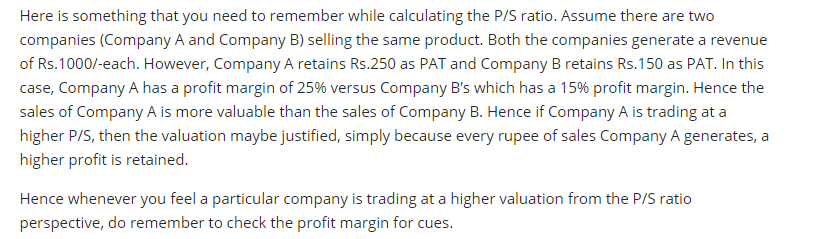 Here is something that you need to remember while calculating the P/S ratio. Assume there are two
companies (Company A and Company B) selling the same product. Both the companies generate a revenue
of Rs.1000/-each. However, Company A retains Rs.250 as PAT and Company B retains Rs.150 as PAT. In this
case, Company A has a profit margin of 25% versus Company B's which has a 15% profit margin. Hence the
sales of Company A is more valuable than the sales of Company B. Hence if Company A is trading at a
higher P/S, then the valuation maybe justified, simply because every rupee of sales Company A generates, a
higher profit is retained.
Hence whenever you feel a particular company is trading at a higher valuation from the P/S ratio
perspective, do remember to check the profit margin for cues.